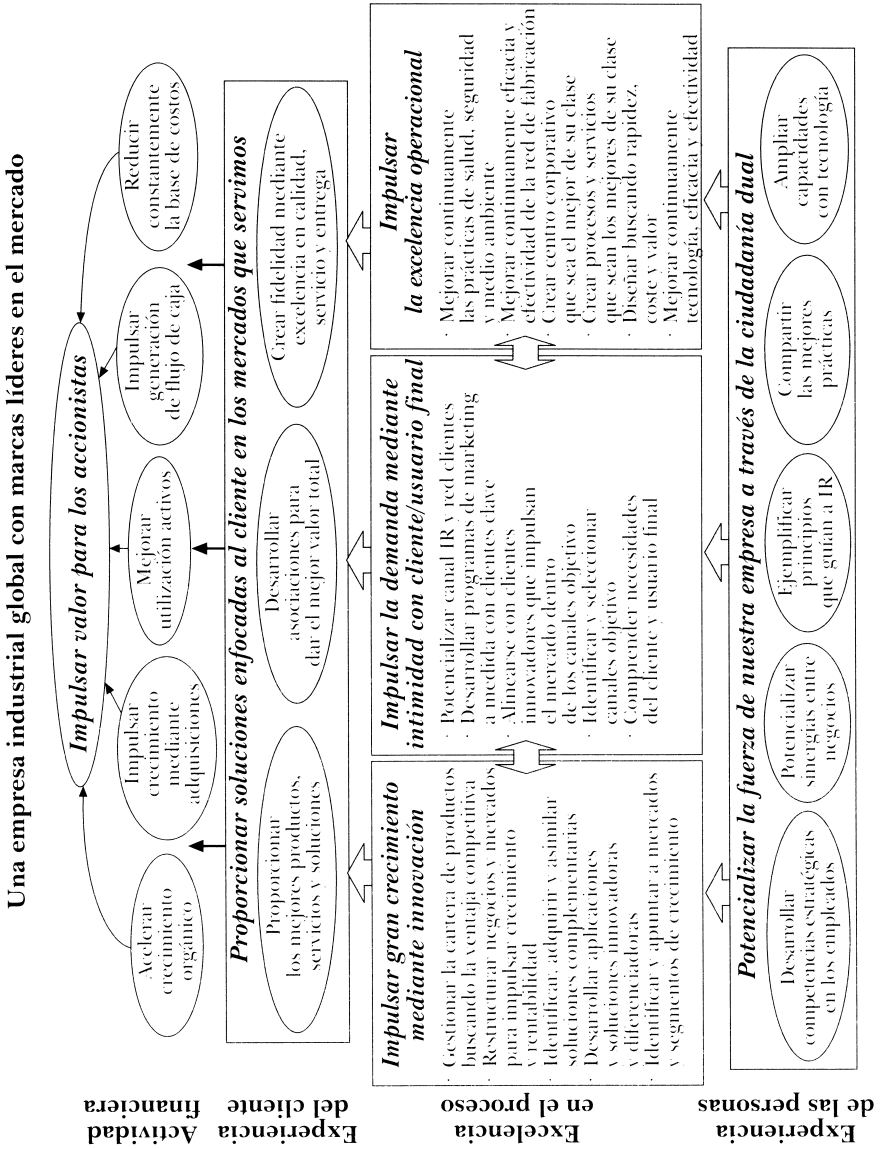 Una empresa industrial global con marcas líderes en el mercado
Actividad
financiera
Impulsar valor para los accionistas
Acelerar
crecimiento
orgánico
Impulsar
crecimiento
mediante
adquisiciones
Mejorar
utilización activos
Impulsar
generación
de flujo de caja
Reducir
constantemente
la base de costos
Experiencia
del cliente
Proporcionar soluciones enfocadas al cliente en los mercados que servimos
Proporcionar
los mejores productos,
servicios y soluciones
Desarrollar
asociaciones para
dar el mejor valor total
Crear fidelidad mediante
excelencia en calidad,
servicio y entrega
Excelencia
en el proceso
Impulsar gran crecimiento
mediante innovación
· Gestionar la cartera de productos
buscando la ventaja competitiva
· Restructurar negocios y mercados
para impulsar crecimiento
y rentabilidad
· Identificar, adquirir y asimilar
soluciones complementarias
· Desarrollar aplicaciones
y soluciones innovadoras
y diferenciadoras
· Identificar y apuntar a mercados
y segmentos de crecimiento
Impulsar la demanda mediante
intimidad con cliente/usuario final
· Potencializar canal IR y red clientes
· Desarrollar programas de marketing
a medida con clientes clave
· Alinearse con clientes
innovadores que impulsan
el mercado dentro
de los canales objetivo
· Identificar y seleccionar
canales objetivo
· Comprender necesidades
del cliente y usuario final
Impulsar
la excelencia operacional
· Mejorar continuamente
las prácticas de salud, seguridad
y medio ambiente
· Mejorar continuamente eficacia y
efectividad de la red de fabricación
· Crear centro corporativo
que sea el mejor de su clase
· Crear procesos y servicios
que sean los mejores de su clase
· Diseñar buscando rapidez,
coste y valor
· Mejorar continuamente
tecnología, eficacia y efectividad
Experiencia
de las personas
Potencializar la fuerza de nuestra empresa a través de la ciudadanía dual
Desarrollar
competencias estratégicas
en los empleados
Potencializar
sinergias entre
negocios
Ejemplificar
principios
que guían a IR
Compartir
las mejores
prácticas
Ampliar
capacidades
con tecnología